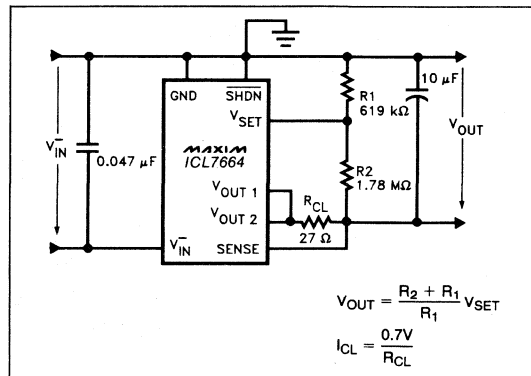 GND
SHDN
V_SET
MAXIM
ICL7664
V_OUT 1
V_OUT 2
V_IN^-
SENSE
V_IN^-
0.047 µF
R1
619 kΩ
R2
1.78 MΩ
R_CL
27 Ω
10 µF
V_OUT
V_OUT = (R_2 + R_1) / R_1 V_SET
I_CL = 0.7V / R_CL